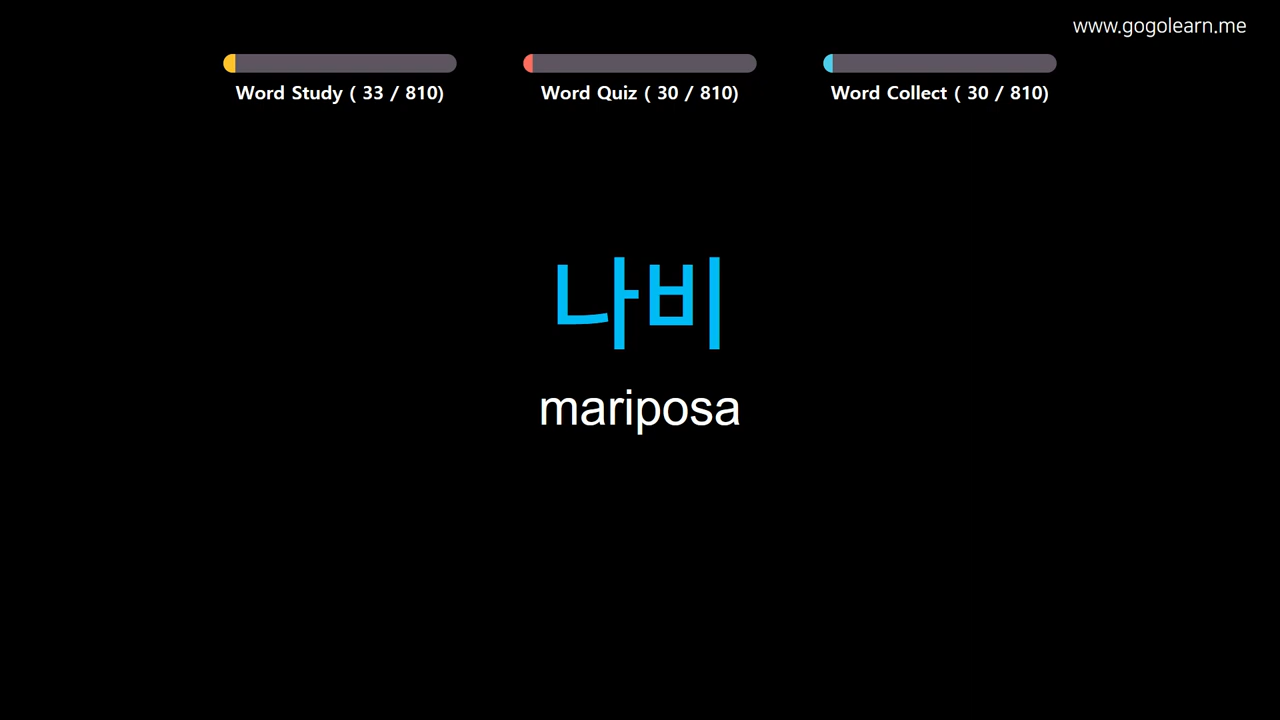 www.gogolearn.me
Word Study ( 33 / 810)
Word Quiz ( 30 / 810)
Word Collect ( 30 / 810)
나비
mariposa